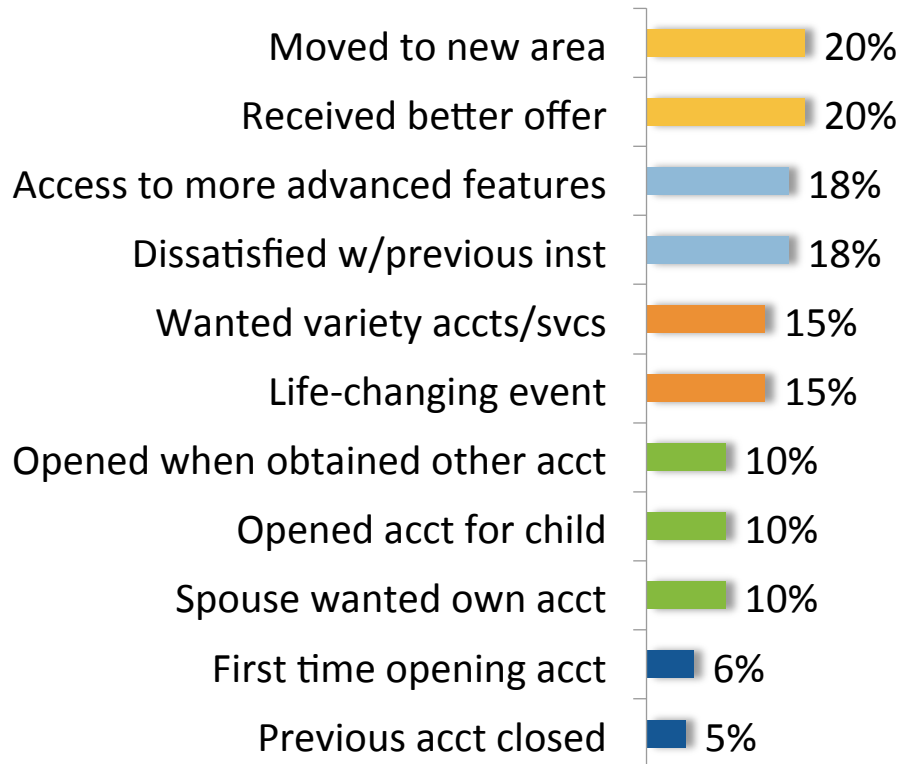 Moved to new area 20%
Received better offer 20%
Access to more advanced features 18%
Dissatisfied w/previous inst 18%
Wanted variety accts/svcs 15%
Life-changing event 15%
Opened when obtained other acct 10%
Opened acct for child 10%
Spouse wanted own acct 10%
First time opening acct 6%
Previous acct closed 5%